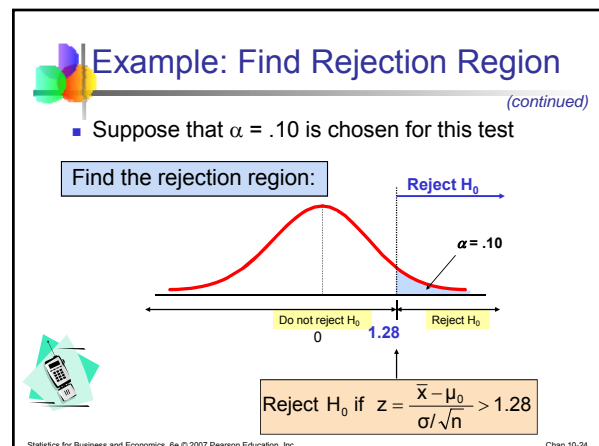 Example: Find Rejection Region
(continued)
Suppose that α = .10 is chosen for this test
Find the rejection region:
Reject H₀
α = .10
Do not reject H₀
Reject H₀
0
1.28
Reject H₀ if z = (x̄ − μ₀) / (σ/√n) > 1.28
Statistics for Business and Economics, 6e © 2007 Pearson Education, Inc.
Chap 10-24